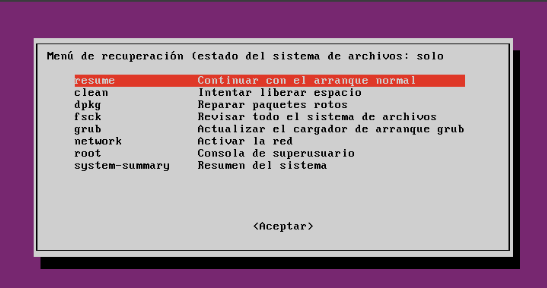 Menú de recuperación (estado del sistema de archivos: solo
resume Continuar con el arranque normal
clean Intentar liberar espacio
dpkg Reparar paquetes rotos
fsck Revisar todo el sistema de archivos
grub Actualizar el cargador de arranque grub
network Activar la red
root Consola de superusuario
system-summary Resumen del sistema
<Aceptar>